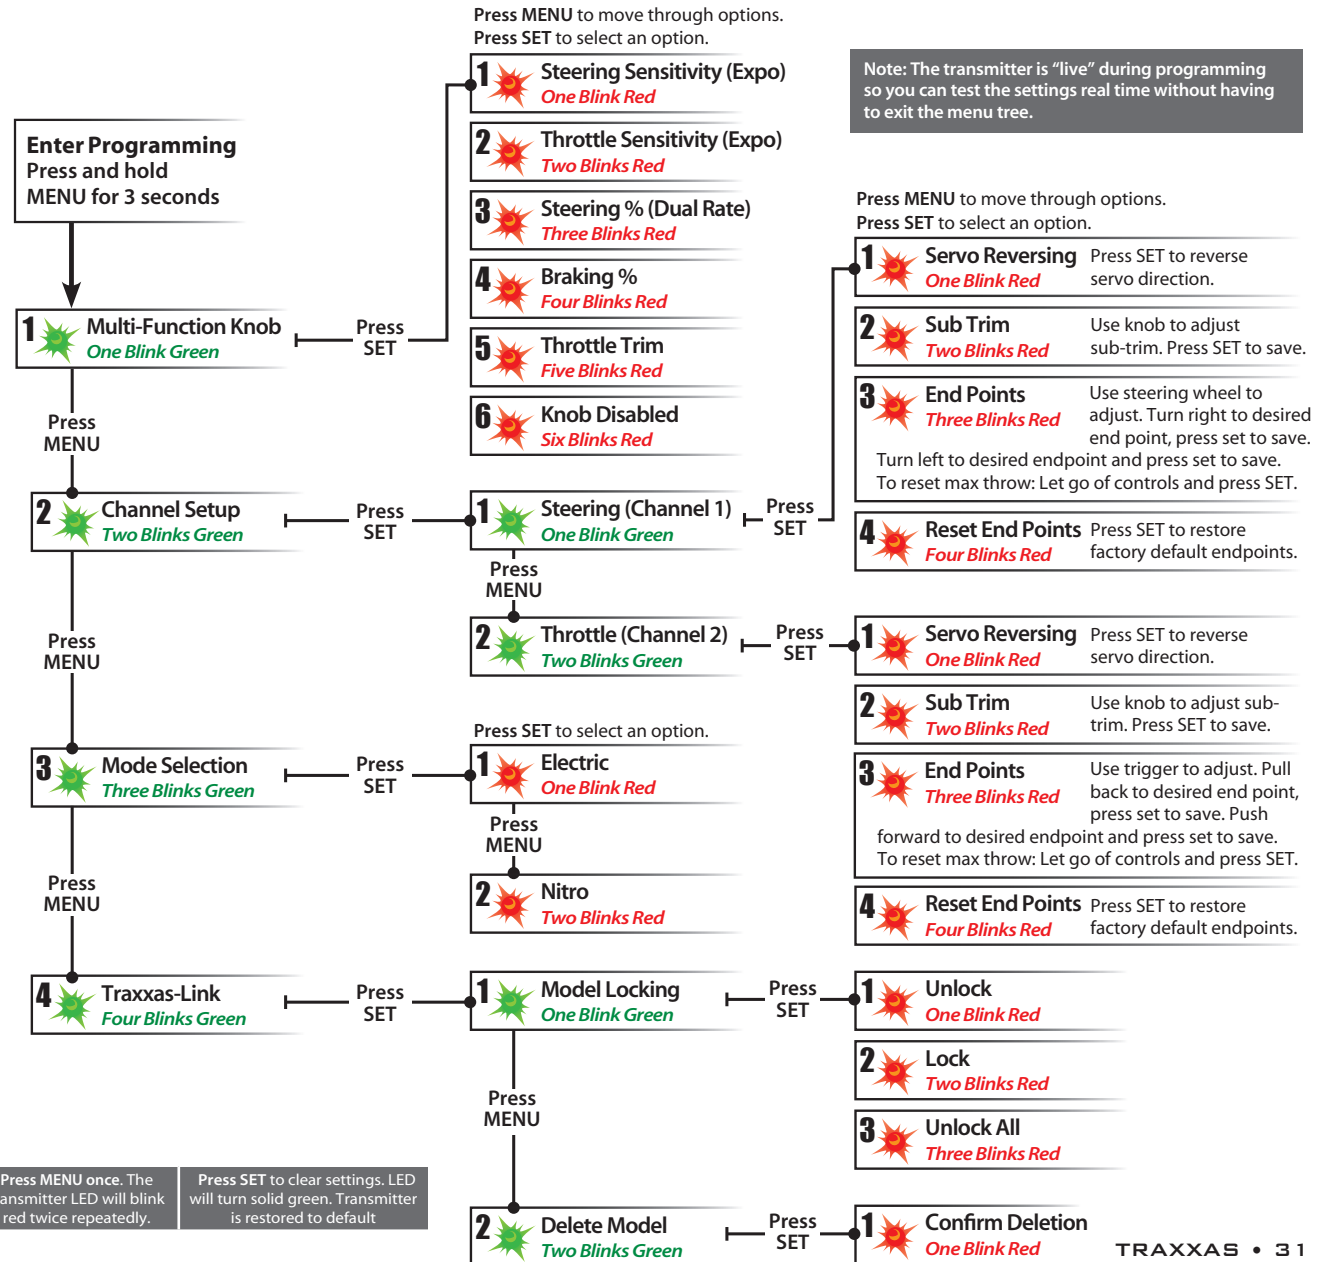 Press MENU to move through options.
Press SET to select an option.
1 Steering Sensitivity (Expo)
One Blink Red
2 Throttle Sensitivity (Expo)
Two Blinks Red
3 Steering % (Dual Rate)
Three Blinks Red
4 Braking %
Four Blinks Red
5 Throttle Trim
Five Blinks Red
6 Knob Disabled
Six Blinks Red
Note: The transmitter is “live” during programming
so you can test the settings real time without having
to exit the menu tree.
Enter Programming
Press and hold
MENU for 3 seconds
1 Multi-Function Knob
One Blink Green
Press
SET
Press
MENU
2 Channel Setup
Two Blinks Green
Press
SET
1 Steering (Channel 1)
One Blink Green
Press
SET
Press MENU to move through options.
Press SET to select an option.
1 Servo Reversing
One Blink Red
Press SET to reverse
servo direction.
2 Sub Trim
Two Blinks Red
Use knob to adjust
sub-trim. Press SET to save.
3 End Points
Three Blinks Red
Use steering wheel to
adjust. Turn right to desired
end point, press set to save.
Turn left to desired endpoint and press set to save.
To reset max throw: Let go of controls and press SET.
4 Reset End Points
Four Blinks Red
Press SET to restore
factory default endpoints.
Press
MENU
2 Throttle (Channel 2)
Two Blinks Green
Press
SET
1 Servo Reversing
One Blink Red
Press SET to reverse
servo direction.
2 Sub Trim
Two Blinks Red
Use knob to adjust sub-
trim. Press SET to save.
3 End Points
Three Blinks Red
Use trigger to adjust. Pull
back to desired end point,
press set to save. Push
forward to desired endpoint and press set to save.
To reset max throw: Let go of controls and press SET.
4 Reset End Points
Four Blinks Red
Press SET to restore
factory default endpoints.
Press
MENU
3 Mode Selection
Three Blinks Green
Press
SET
Press SET to select an option.
1 Electric
One Blink Red
Press
MENU
2 Nitro
Two Blinks Red
Press
MENU
4 Traxxas-Link
Four Blinks Green
Press
SET
1 Model Locking
One Blink Green
Press
SET
1 Unlock
One Blink Red
2 Lock
Two Blinks Red
3 Unlock All
Three Blinks Red
Press
MENU
2 Delete Model
Two Blinks Green
Press
SET
1 Confirm Deletion
One Blink Red
Press MENU once. The
ansmitter LED will blink
red twice repeatedly.
Press SET to clear settings. LED
will turn solid green. Transmitter
is restored to default
TRAXXAS • 31